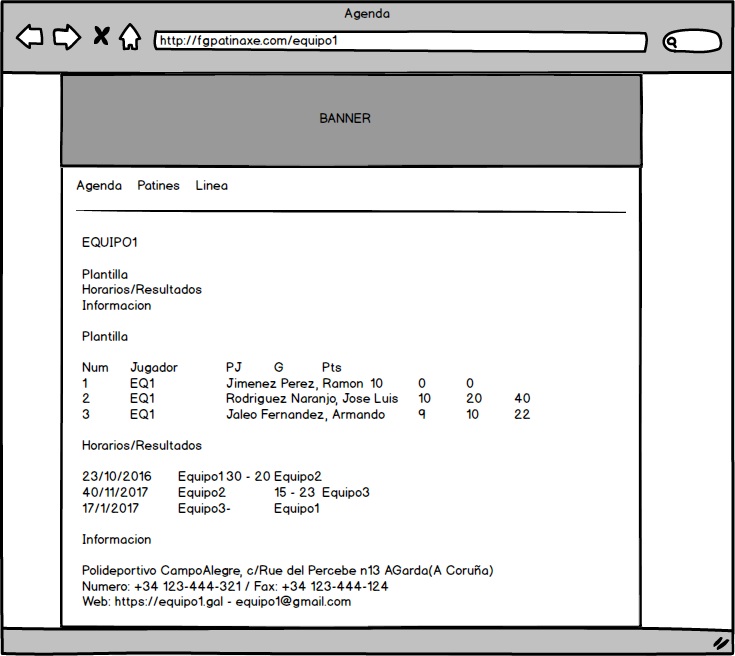 Agenda
http://fgpatinaxe.com/equipo1
BANNER
Agenda Patines Linea
EQUIPO1
Plantilla
Horarios/Resultados
Informacion
Plantilla
Num Jugador PJ G Pts
1 EQ1 Jimenez Perez, Ramon 10 0 0
2 EQ1 Rodriguez Naranjo, Jose Luis 10 20 40
3 EQ1 Jaleo Fernandez, Armando 9 10 22
Horarios/Resultados
23/10/2016 Equipo1 30 - 20 Equipo2
40/11/2017 Equipo2 15 - 23 Equipo3
17/1/2017 Equipo3- Equipo1
Informacion
Polideportivo CampoAlegre, c/Rue del Percebe n13 AGarda(A Coruña)
Numero: +34 123-444-321 / Fax: +34 123-444-124
Web: https://equipo1.gal - equipo1@gmail.com